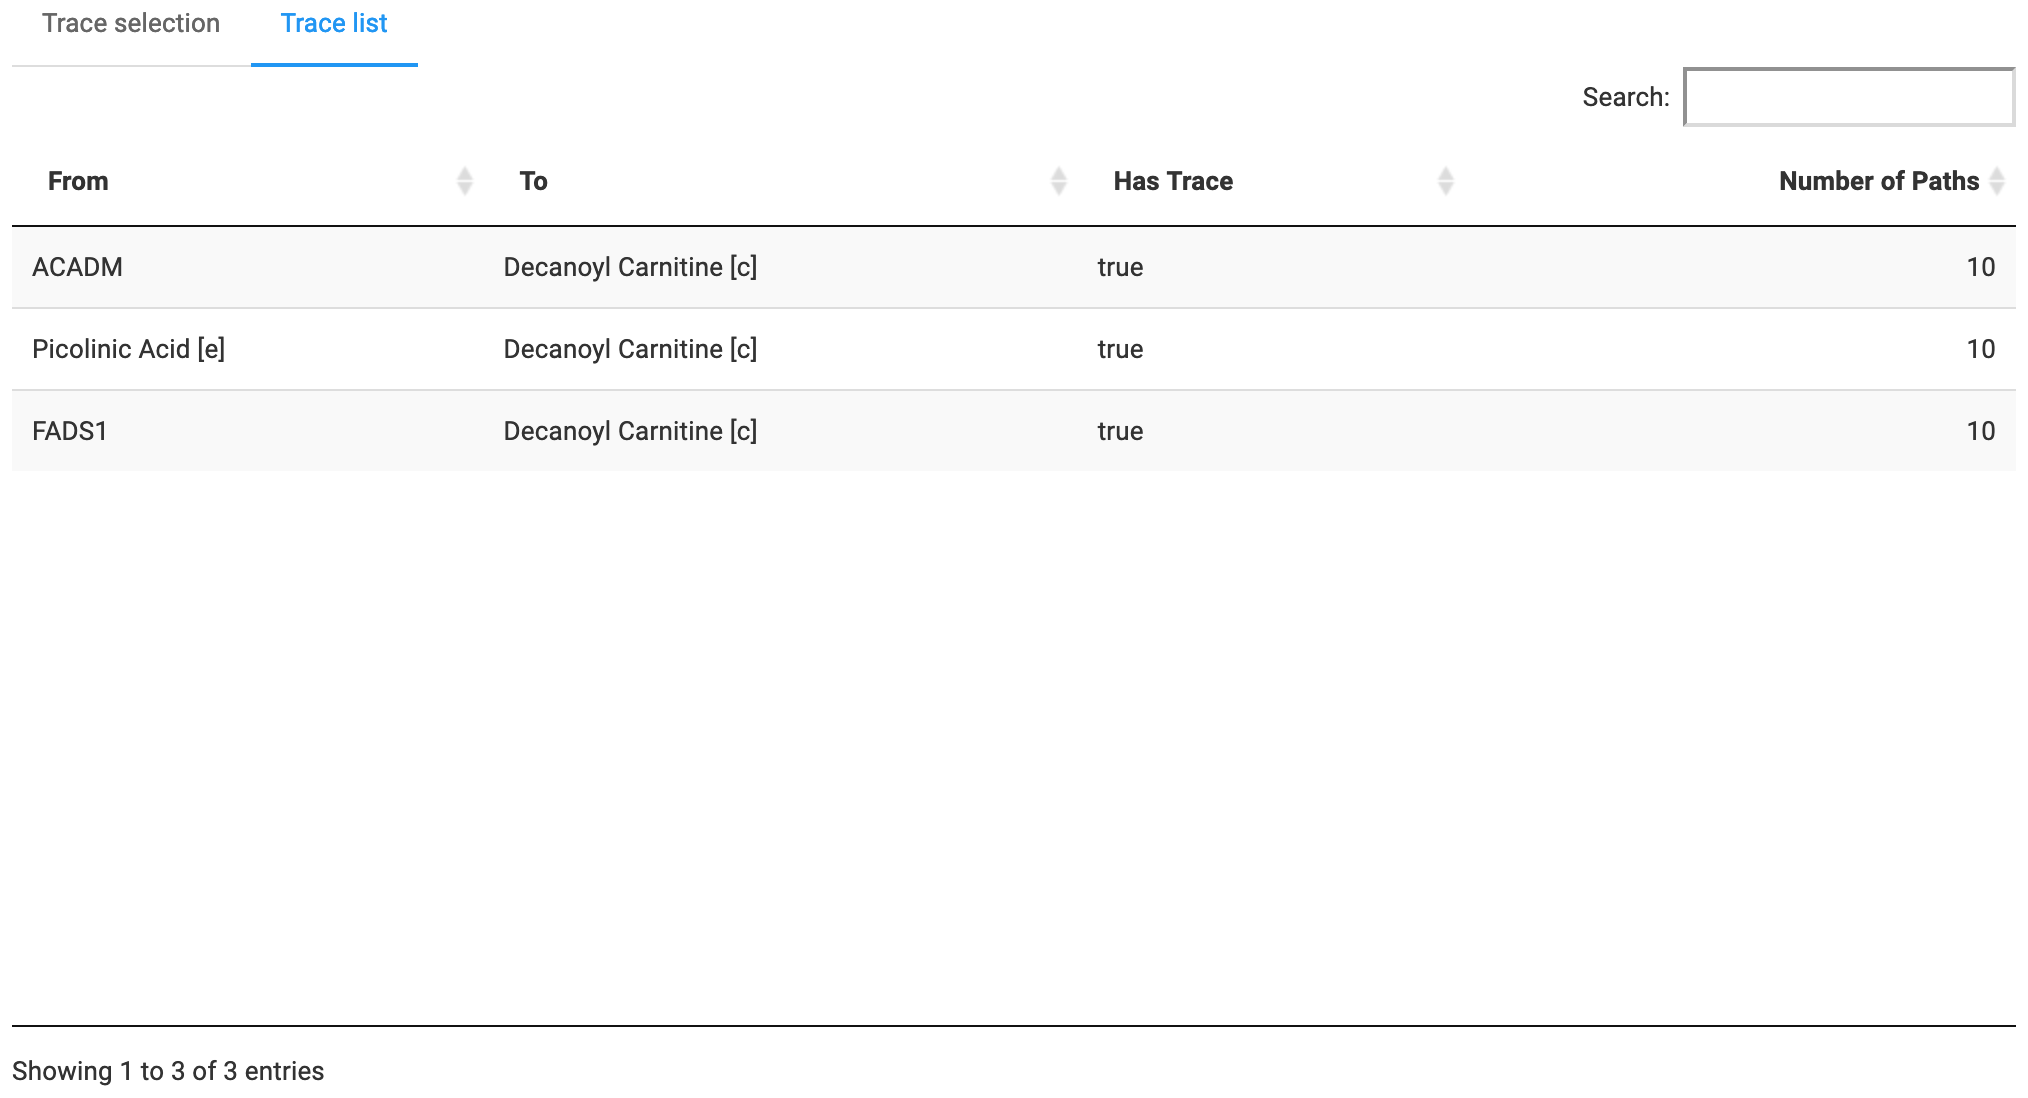 Trace selection Trace list
Search:
From To Has Trace Number of Paths
ACADM Decanoyl Carnitine [c] true 10
Picolinic Acid [e] Decanoyl Carnitine [c] true 10
FADS1 Decanoyl Carnitine [c] true 10
Showing 1 to 3 of 3 entries